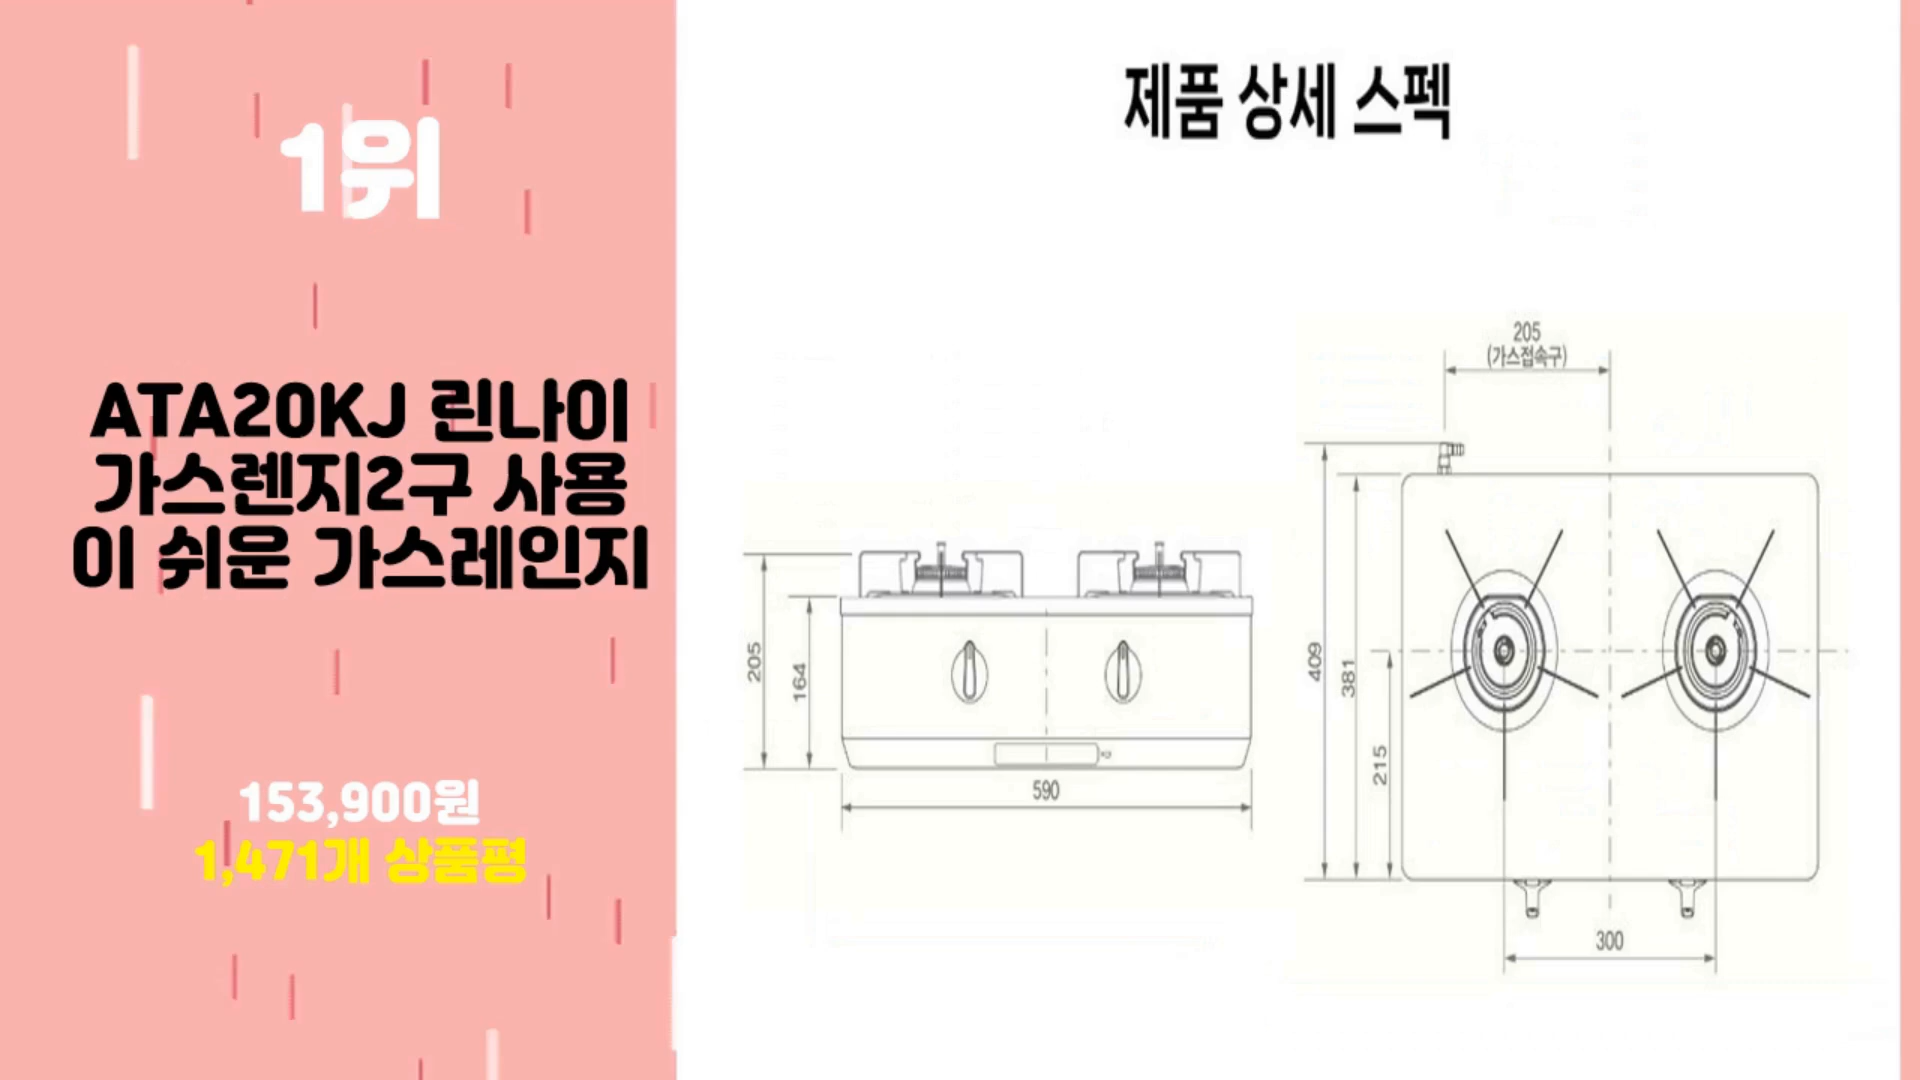 1위
ATA20KJ 린나이
가스렌지2구 사용
이 쉬운 가스레인지
153,900원
1,471개 상품평
제품 상세 스펙
205
164
590
205
(가스접속구)
409
381
215
300